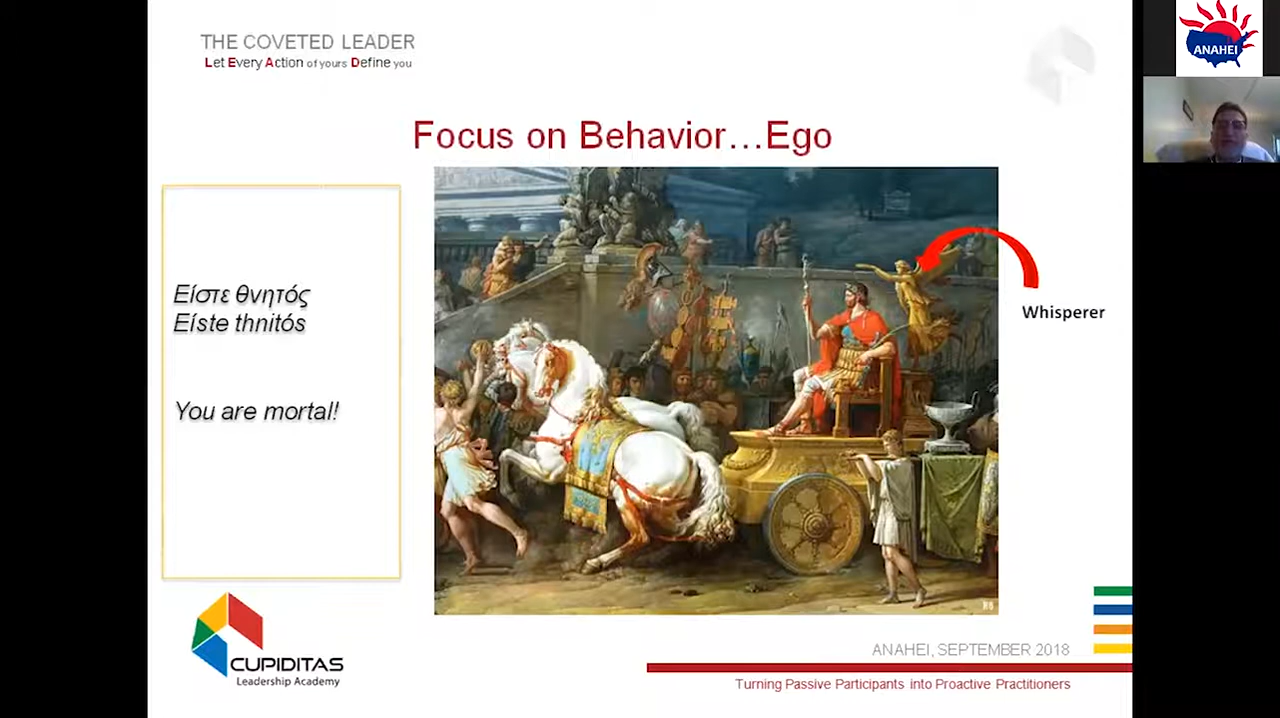 THE COVETED LEADER
Let Every Action of yours Define you
ANAHEI
Focus on Behavior…Ego
Είστε θνητός
Eíste thnitós
You are mortal!
Whisperer
CUPIDITAS
Leadership Academy
ANAHEI, SEPTEMBER 2018
Turning Passive Participants into Proactive Practitioners